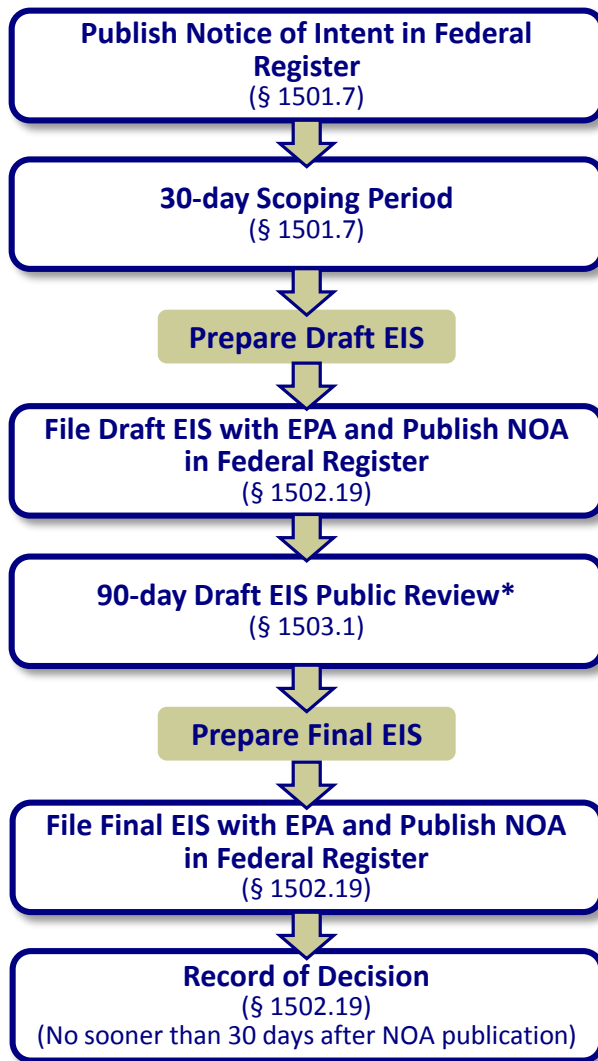 Publish Notice of Intent in Federal
Register
(§ 1501.7)
30-day Scoping Period
(§ 1501.7)
Prepare Draft EIS
File Draft EIS with EPA and Publish NOA
in Federal Register
(§ 1502.19)
90-day Draft EIS Public Review*
(§ 1503.1)
Prepare Final EIS
File Final EIS with EPA and Publish NOA
in Federal Register
(§ 1502.19)
Record of Decision
(§ 1502.19)
(No sooner than 30 days after NOA publication)